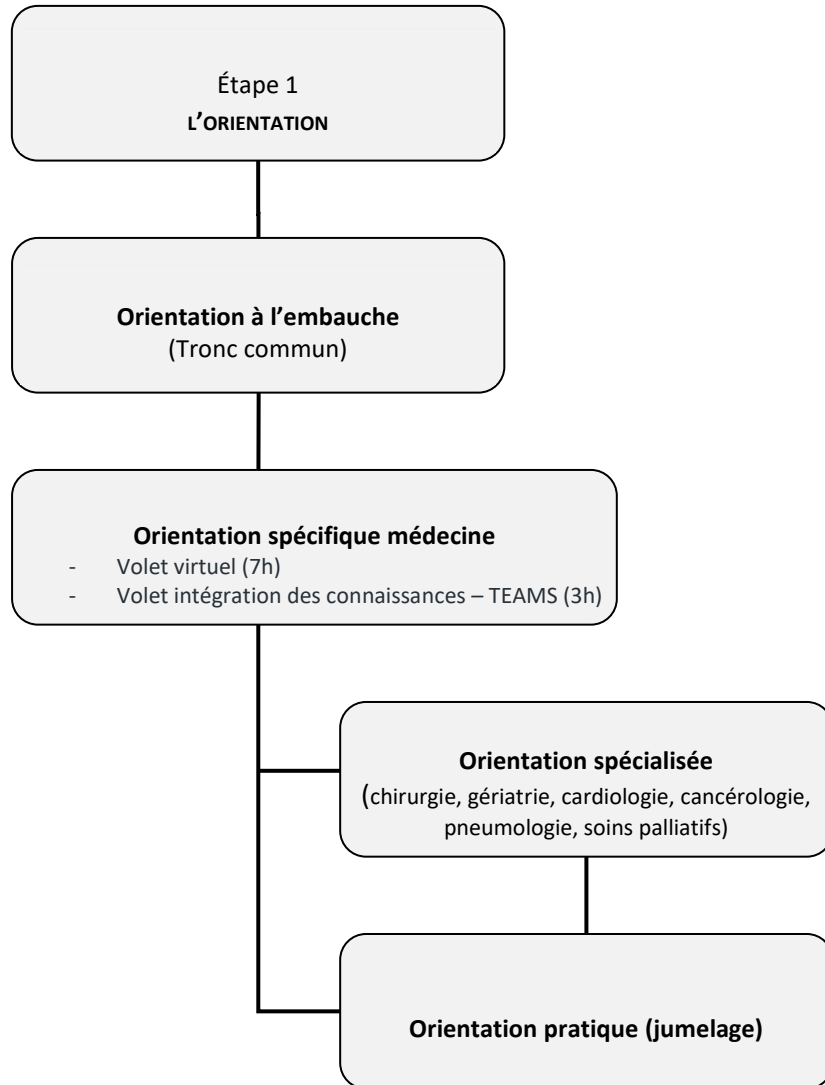 Étape 1
L'ORIENTATION
Orientation à l'embauche
(Tronc commun)
Orientation spécifique médecine
- Volet virtuel (7h)
- Volet intégration des connaissances – TEAMS (3h)
Orientation spécialisée
(chirurgie, gériatrie, cardiologie, cancérologie,
pneumologie, soins palliatifs)
Orientation pratique (jumelage)